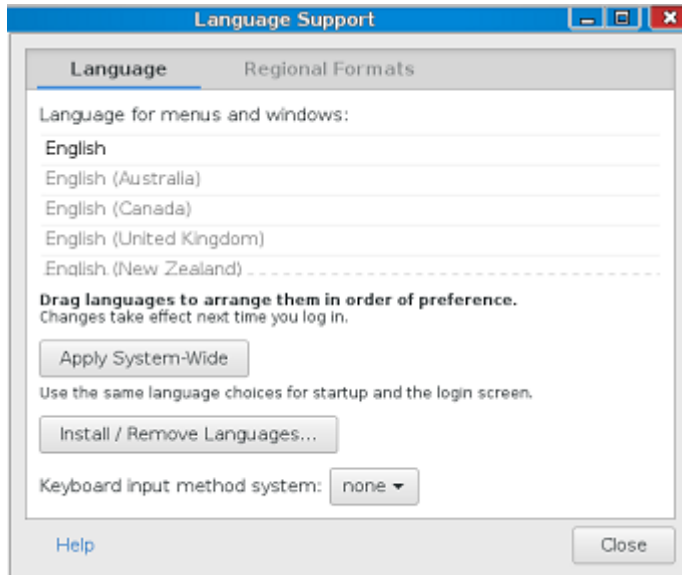 Language Support
Language Regional Formats
Language for menus and windows:
English
English (Australia)
English (Canada)
English (United Kingdom)
English (New Zealand)
Drag languages to arrange them in order of preference.
Changes take effect next time you log in.
Apply System-Wide
Use the same language choices for startup and the login screen.
Install / Remove Languages...
Keyboard input method system: none
Help Close